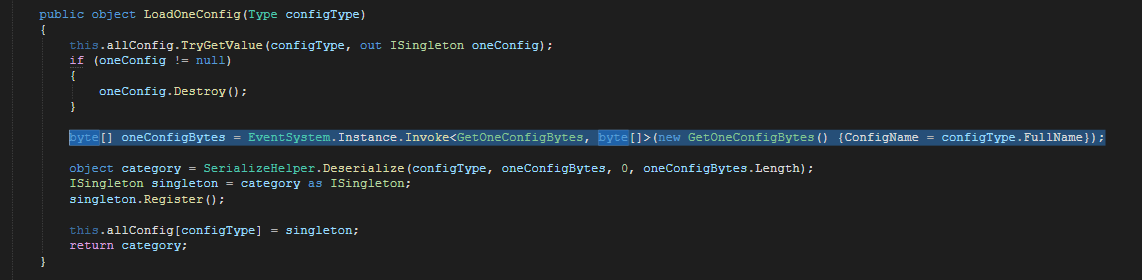 public object LoadOneConfig(Type configType)
{
this.allConfig.TryGetValue(configType, out ISingleton oneConfig);
if (oneConfig != null)
{
oneConfig.Destroy();
}
byte[] oneConfigBytes = EventSystem.Instance.Invoke<GetOneConfigBytes, byte[]>(new GetOneConfigBytes() {ConfigName = configType.FullName});
object category = SerializeHelper.Deserialize(configType, oneConfigBytes, 0, oneConfigBytes.Length);
ISingleton singleton = category as ISingleton;
singleton.Register();
this.allConfig[configType] = singleton;
return category;
}